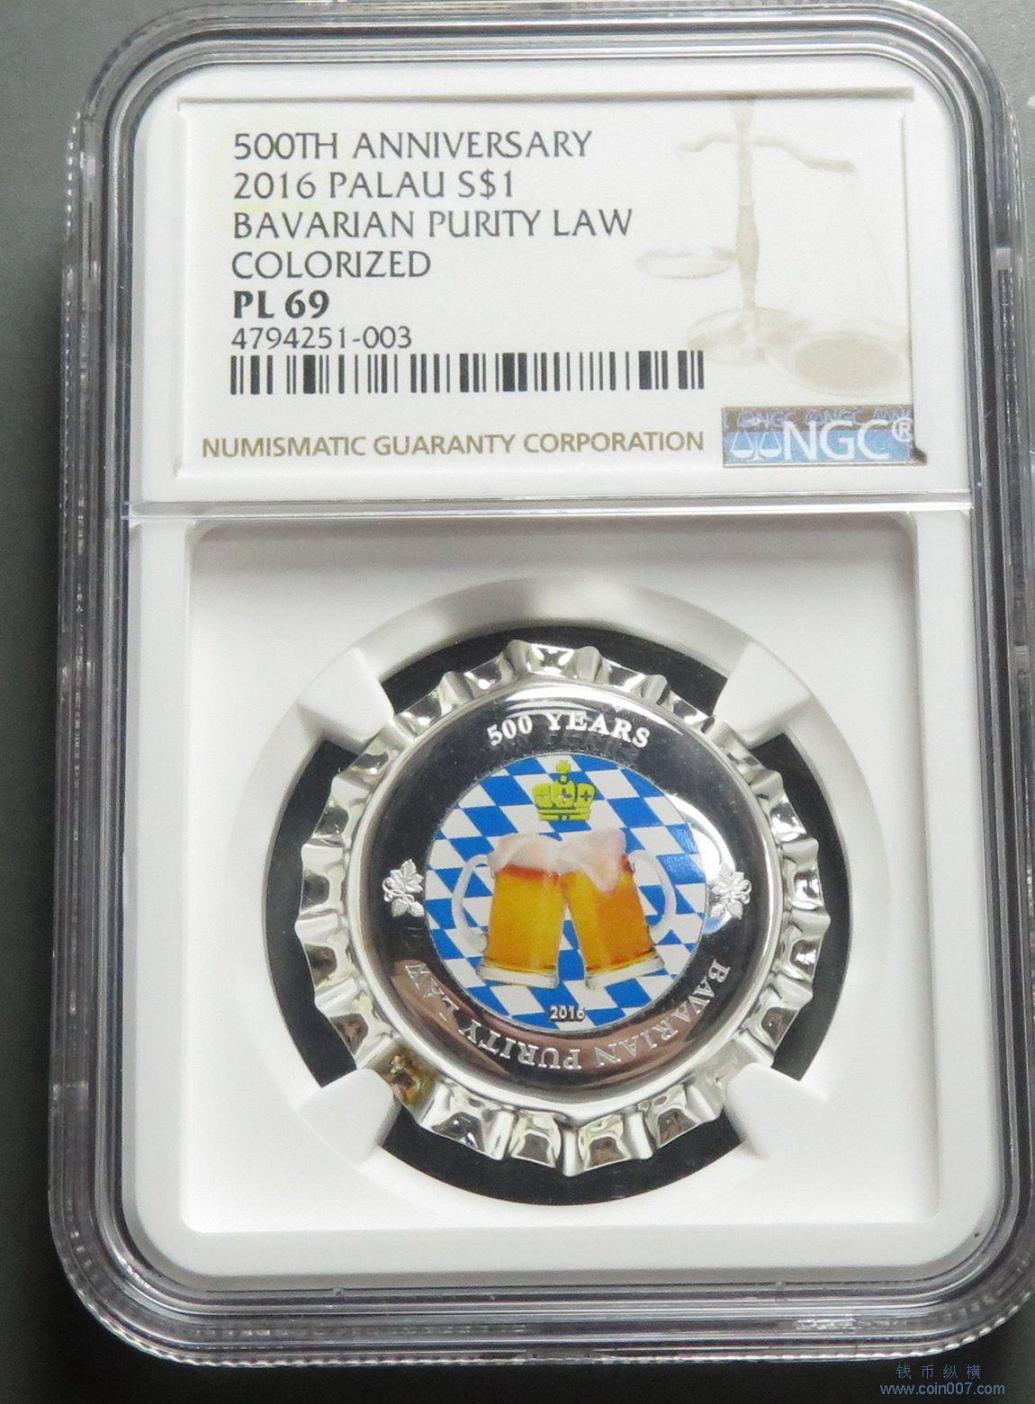 500TH ANNIVERSARY
2016 PALAU S$1
BAVARIAN PURITY LAW
COLORIZED
PL 69
4794251-003
NUMISMATIC GUARANTY CORPORATION
NGC®
500 YEARS
2016
BAVARIAN PURITY LAW
钱币纵横
www.coin007.com